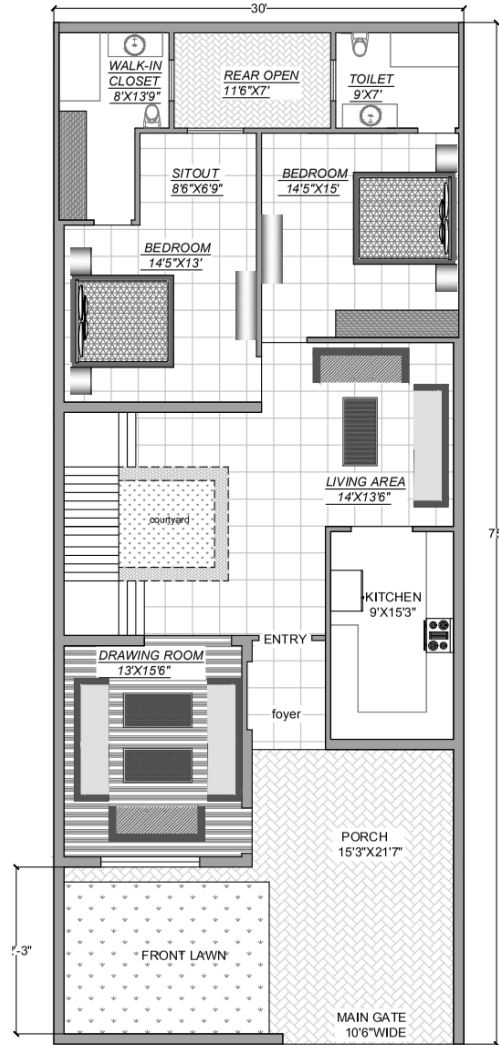 30'
WALK-IN
CLOSET
8'X13'9"
REAR OPEN
11'6"X7'
TOILET
9'X7'
SITOUT
8'6"X6'9"
BEDROOM
14'5"X15'
BEDROOM
14'5"X13'
LIVING AREA
14'X13'6"
courtyard
KITCHEN
9'X15'3"
ENTRY
DRAWING ROOM
13'X15'6"
foyer
PORCH
15'3"X21'7"
FRONT LAWN
MAIN GATE
10'6"WIDE